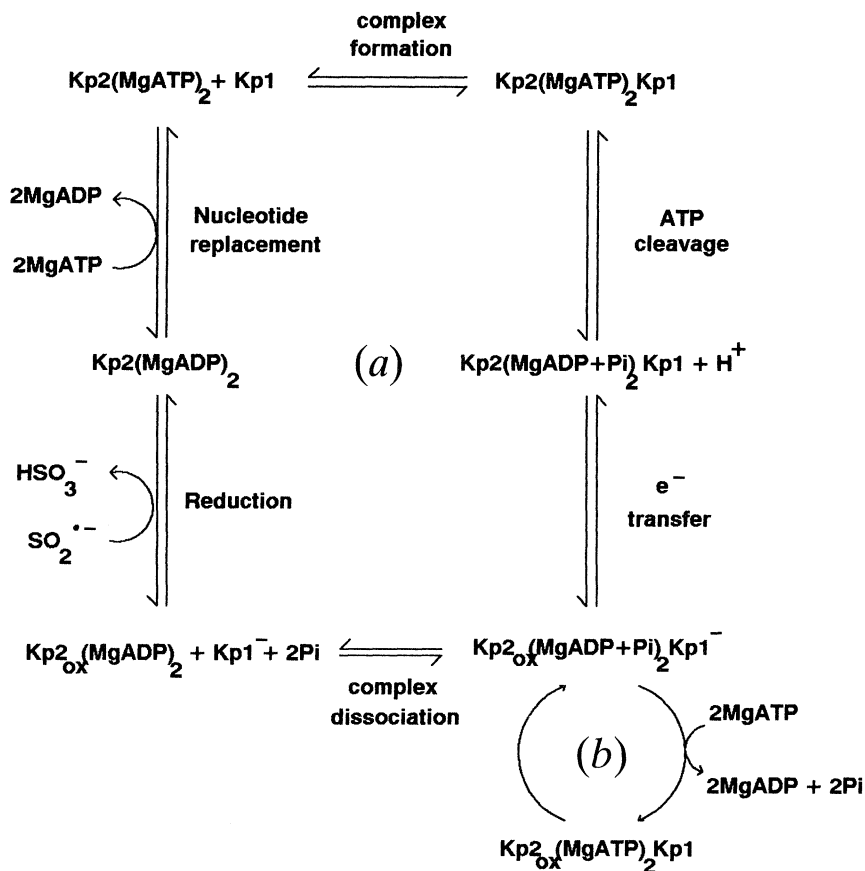 complex
formation
Kp2(MgATP)2 + Kp1
Kp2(MgATP)2Kp1
2MgADP
2MgATP
Nucleotide
replacement
ATP
cleavage
Kp2(MgADP)2
(a)
Kp2(MgADP+Pi)2 Kp1 + H+
HSO3−
SO2•−
Reduction
e−
transfer
Kp2ox(MgADP)2 + Kp1− + 2Pi
Kp2ox(MgADP+Pi)2Kp1−
complex
dissociation
(b)
2MgATP
2MgADP + 2Pi
Kp2ox(MgATP)2Kp1